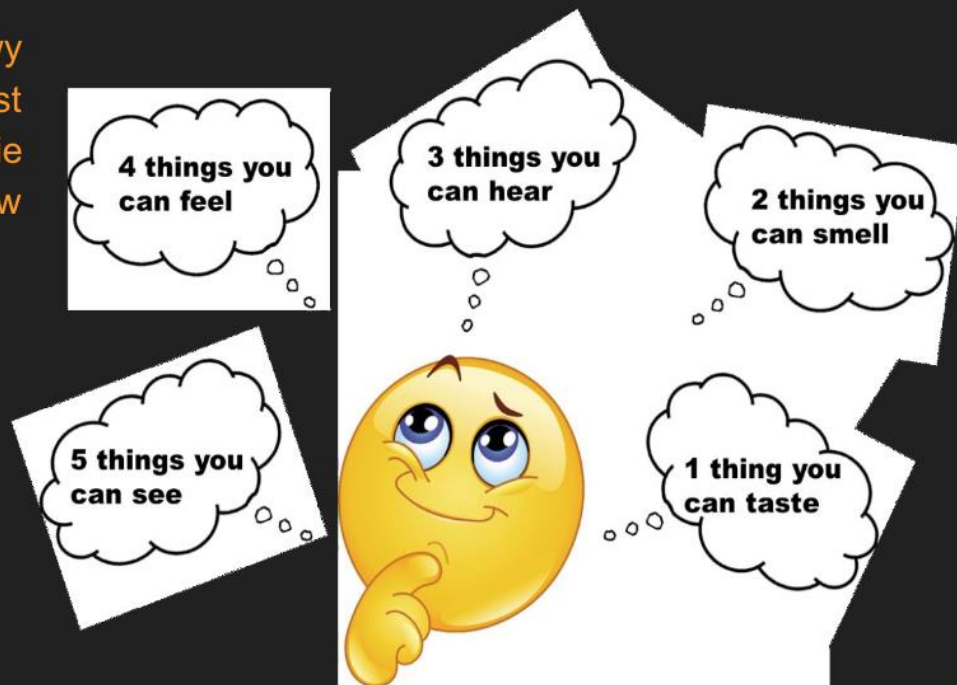 5 things you
can see
4 things you
can feel
3 things you
can hear
2 things you
can smell
1 thing you
can taste